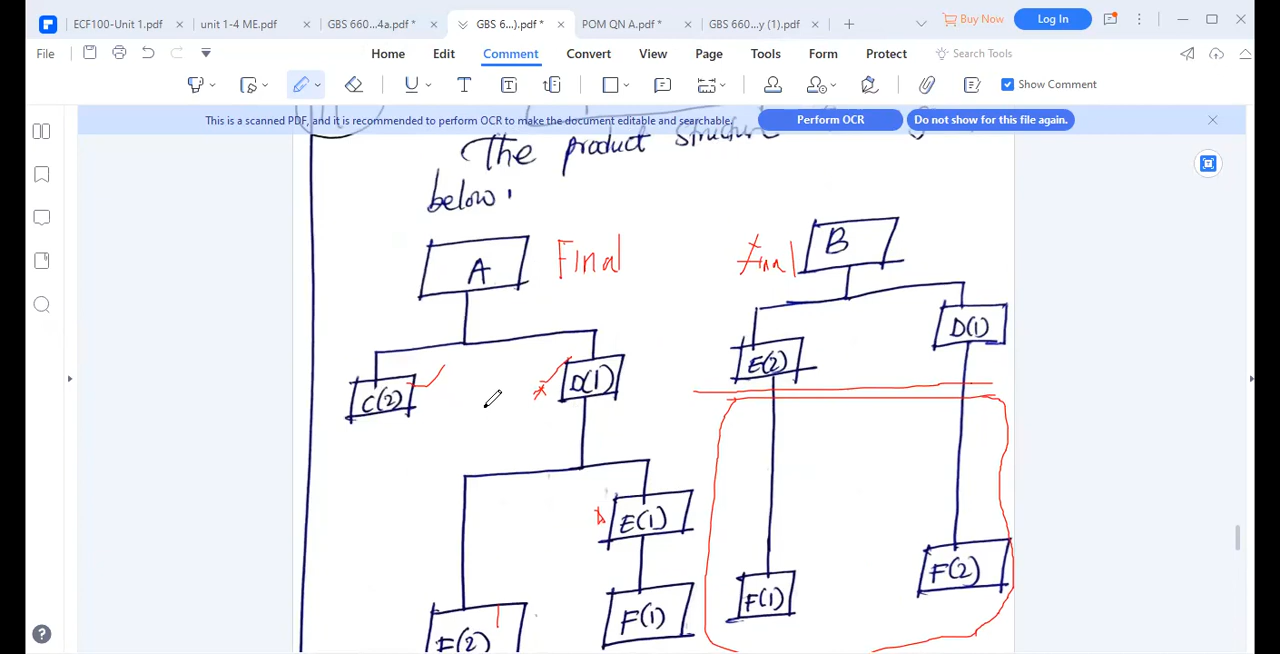 ECF100-Unit 1.pdf
unit 1-4 ME.pdf
GBS 660...4a.pdf *
GBS 6...).pdf *
POM QN A.pdf *
GBS 660...y (1).pdf
Buy Now
Log In
File
Home
Edit
Comment
Convert
View
Page
Tools
Form
Protect
Search Tools
Show Comment
This is a scanned PDF, and it is recommended to perform OCR to make the document editable and searchable.
Perform OCR
Do not show for this file again.
The product structure
below.
A
Final
final
B
C(2)
D(1)
E(2)
D(1)
E(1)
F(2)
F(1)
F(1)
F(2)